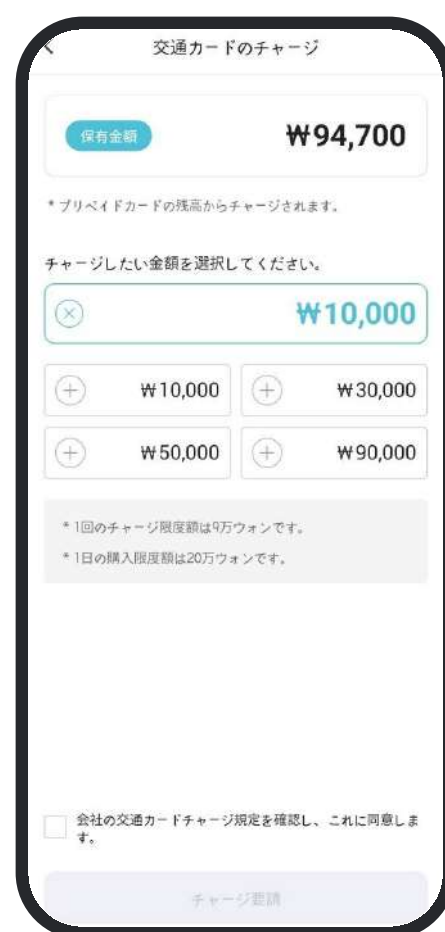 交通カードのチャージ
保有金額 ₩94,700
* プリペイドカードの残高からチャージされます。
チャージしたい金額を選択してください。
₩10,000
₩10,000 ₩30,000
₩50,000 ₩90,000
* 1回のチャージ限度額は9万ウォンです。
* 1日の購入限度額は20万ウォンです。
会社の交通カードチャージ規定を確認し、これに同意しま
す。
チャージ要請